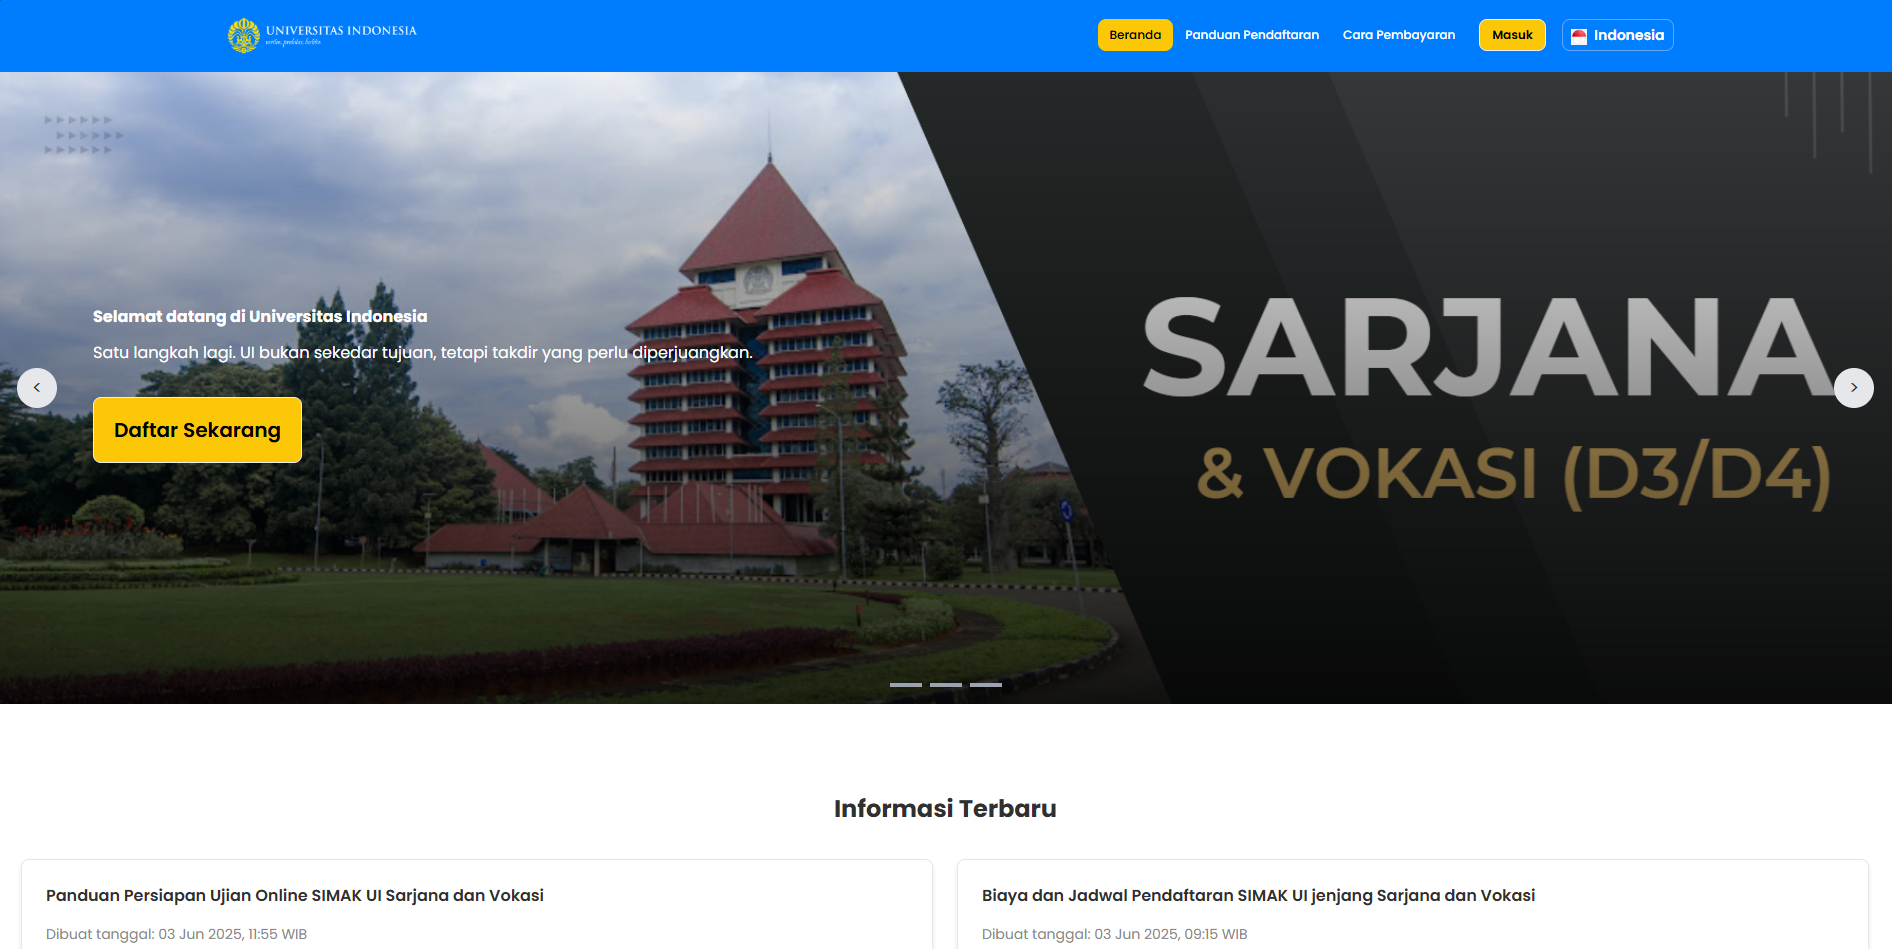 UNIVERSITAS INDONESIA
Beranda
Panduan Pendaftaran
Cara Pembayaran
Masuk
Indonesia
Selamat datang di Universitas Indonesia
Satu langkah lagi. UI bukan sekedar tujuan, tetapi takdir yang perlu diperjuangkan.
Daftar Sekarang
SARJANA
& VOKASI (D3/D4)
Informasi Terbaru
Panduan Persiapan Ujian Online SIMAK UI Sarjana dan Vokasi
Dibuat tanggal: 03 Jun 2025, 11:55 WIB
Biaya dan Jadwal Pendaftaran SIMAK UI jenjang Sarjana dan Vokasi
Dibuat tanggal: 03 Jun 2025, 09:15 WIB